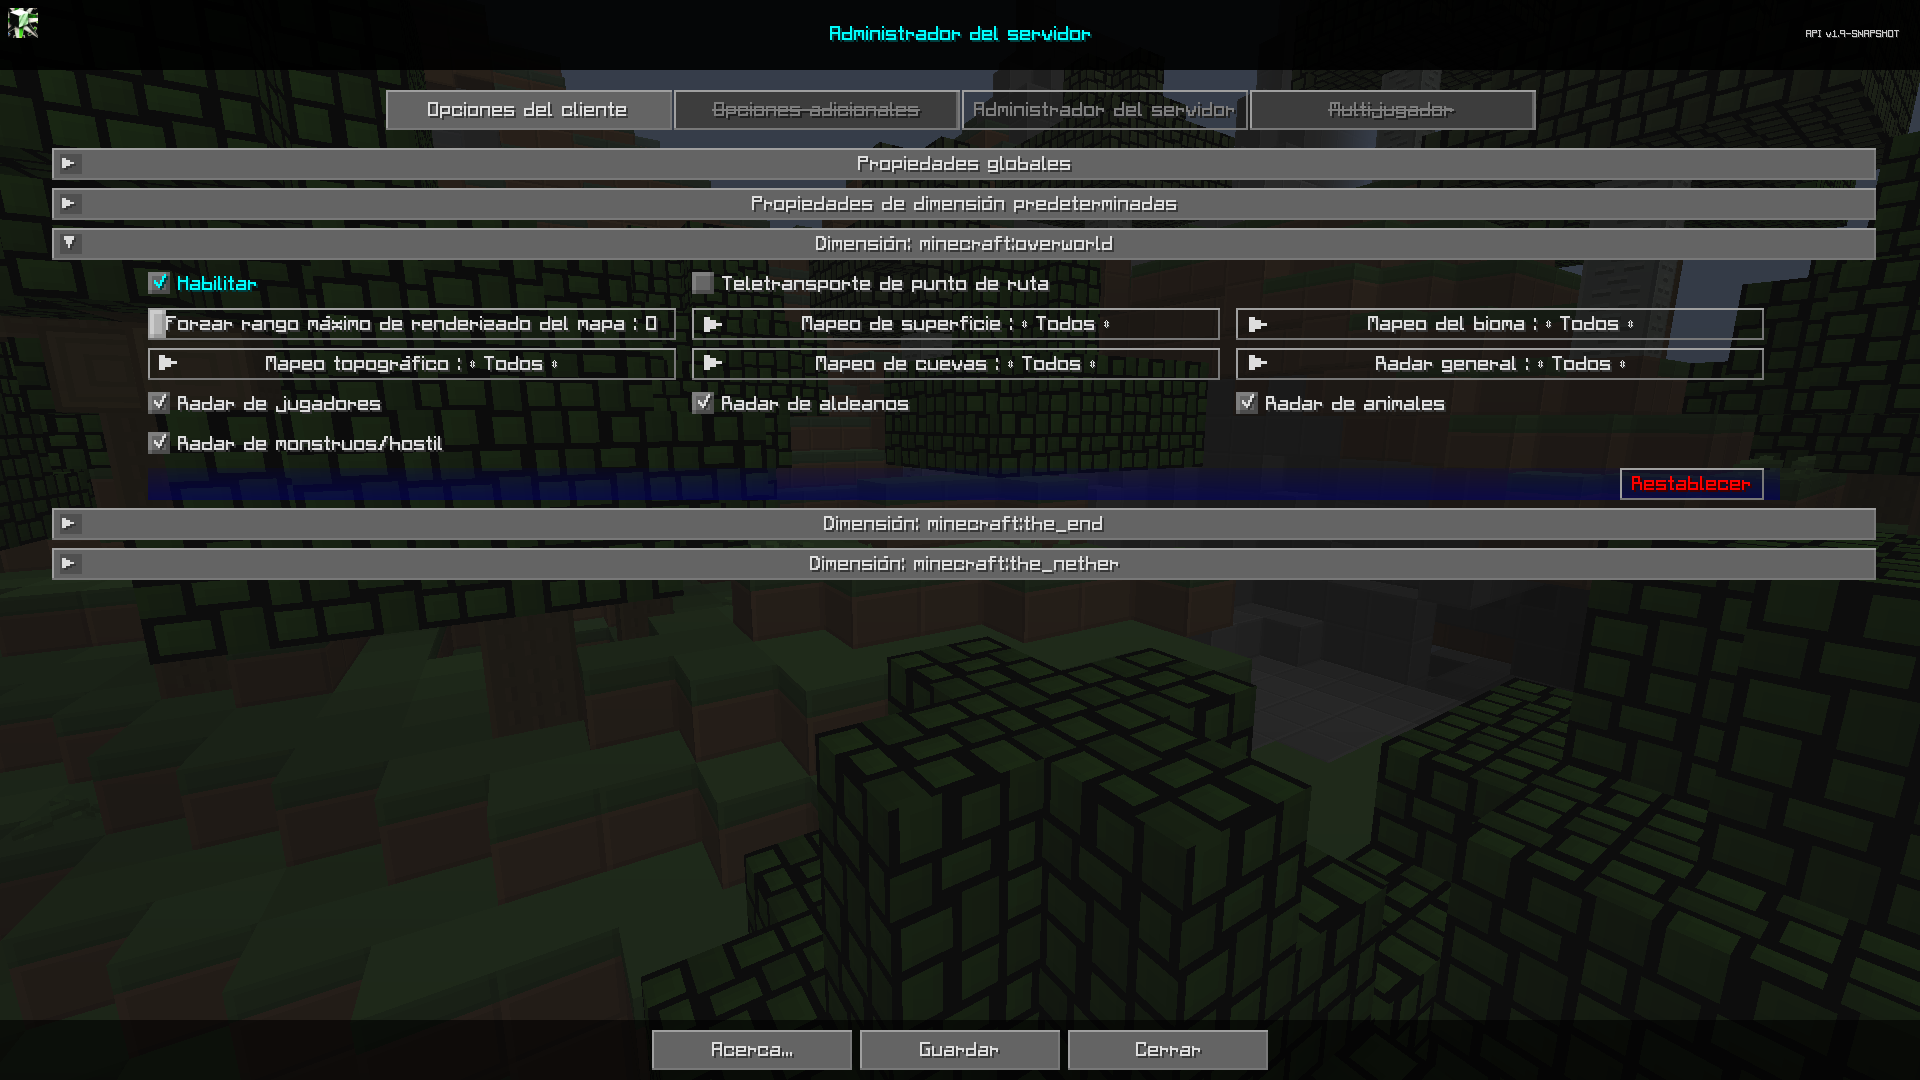 Administrador del servidor
API v1.9-SNAPSHOT
Opciones del cliente
Opciones adicionales
Administrador del servidor
Multijugador
Propiedades globales
Propiedades de dimensión predeterminadas
Dimensión: minecraft:overworld
Habilitar
Teletransporte de punto de ruta
Forzar rango máximo de renderizado del mapa : 0
Mapeo de superficie : ⇕ Todos ⇕
Mapeo del bioma : ⇕ Todos ⇕
Mapeo topográfico : ⇕ Todos ⇕
Mapeo de cuevas : ⇕ Todos ⇕
Radar general : ⇕ Todos ⇕
Radar de jugadores
Radar de aldeanos
Radar de animales
Radar de monstruos/hostil
Restablecer
Dimensión: minecraft:the_end
Dimensión: minecraft:the_nether
Acerca...
Guardar
Cerrar